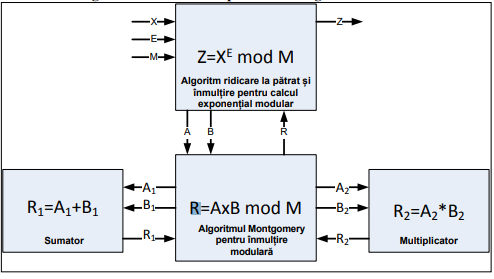 X
E
M
Z
Z=X^E mod M
Algoritm ridicare la pătrat și
înmulțire pentru calcul
exponențial modular
A
B
R
R=AxB mod M
Algoritmul Montgomery
pentru înmulțire
modulară
A₁
B₁
R₁
R₁=A₁+B₁
Sumator
A₂
B₂
R₂
R₂=A₂*B₂
Multiplicator